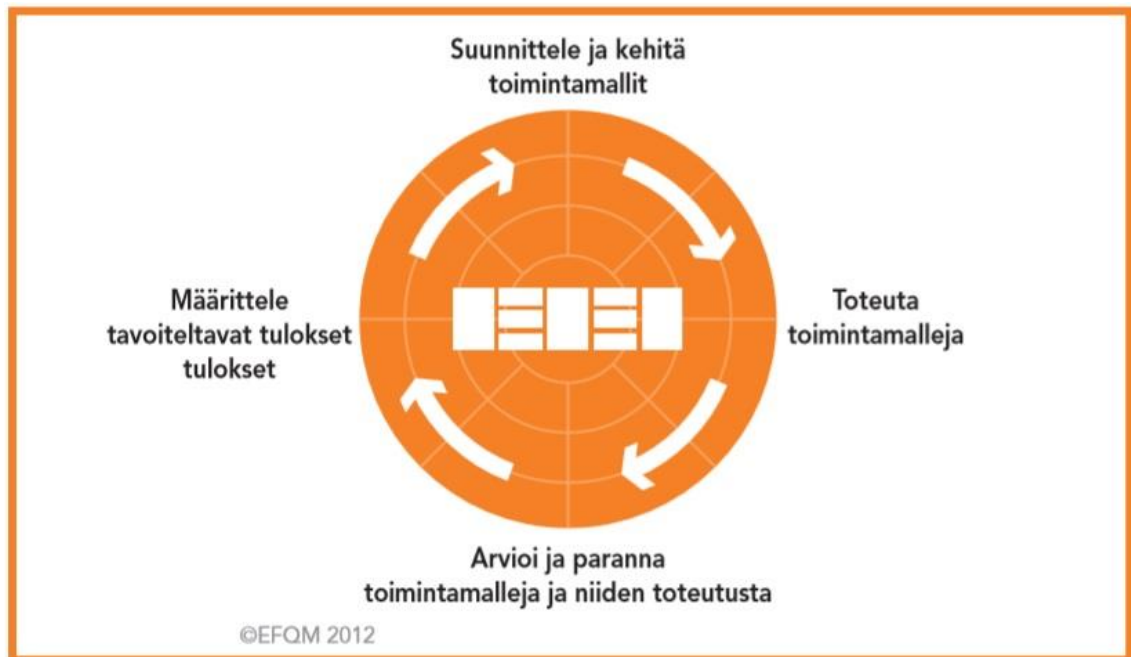 Suunnittele ja kehitä
toimintamallit
Määrittele
tavoiteltavat tulokset
tulokset
Toteuta
toimintamalleja
Arvioi ja paranna
toimintamalleja ja niiden toteutusta
©EFQM 2012